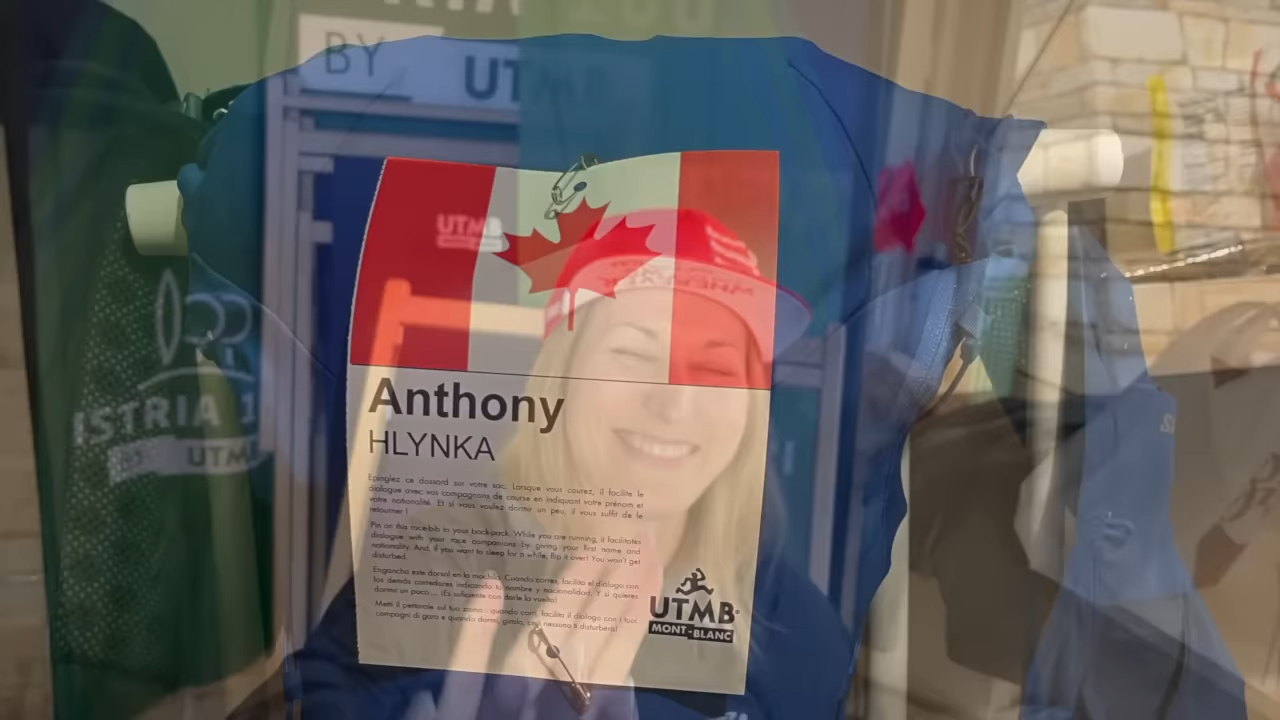 BY UTMB
UTMB
Anthony
HLYNKA
Epinglez ce dossard sur votre sac. Lorsque vous courez, il facilite le
dialogue avec vos compagnons de course en indiquant votre prénom et
votre nationalité. Et si vous voulez dormir un peu, il vous suffit de le
retourner !
Pin on this race-bib to your back-pack. While you are running, it facilitates
dialogue with your race companions by giving your first name and
nationality. And, if you want to sleep for a while, flip it over! You won't get
disturbed.
Engancha este dorsal en la mochila. Cuando corres, facilita el diálogo con
los demás corredores indicando tu nombre y nacionalidad. Y si quieres
dormir un poco... ¡Es suficiente con darle la vuelta!
Metti il pettorale sul tuo zaino : quando corri, facilita il dialogo con i tuoi
compagni di gara e quando dormi, giralo, così nessuno ti disturberà!
UTMB
MONT-BLANC
ISTRIA
UTMB